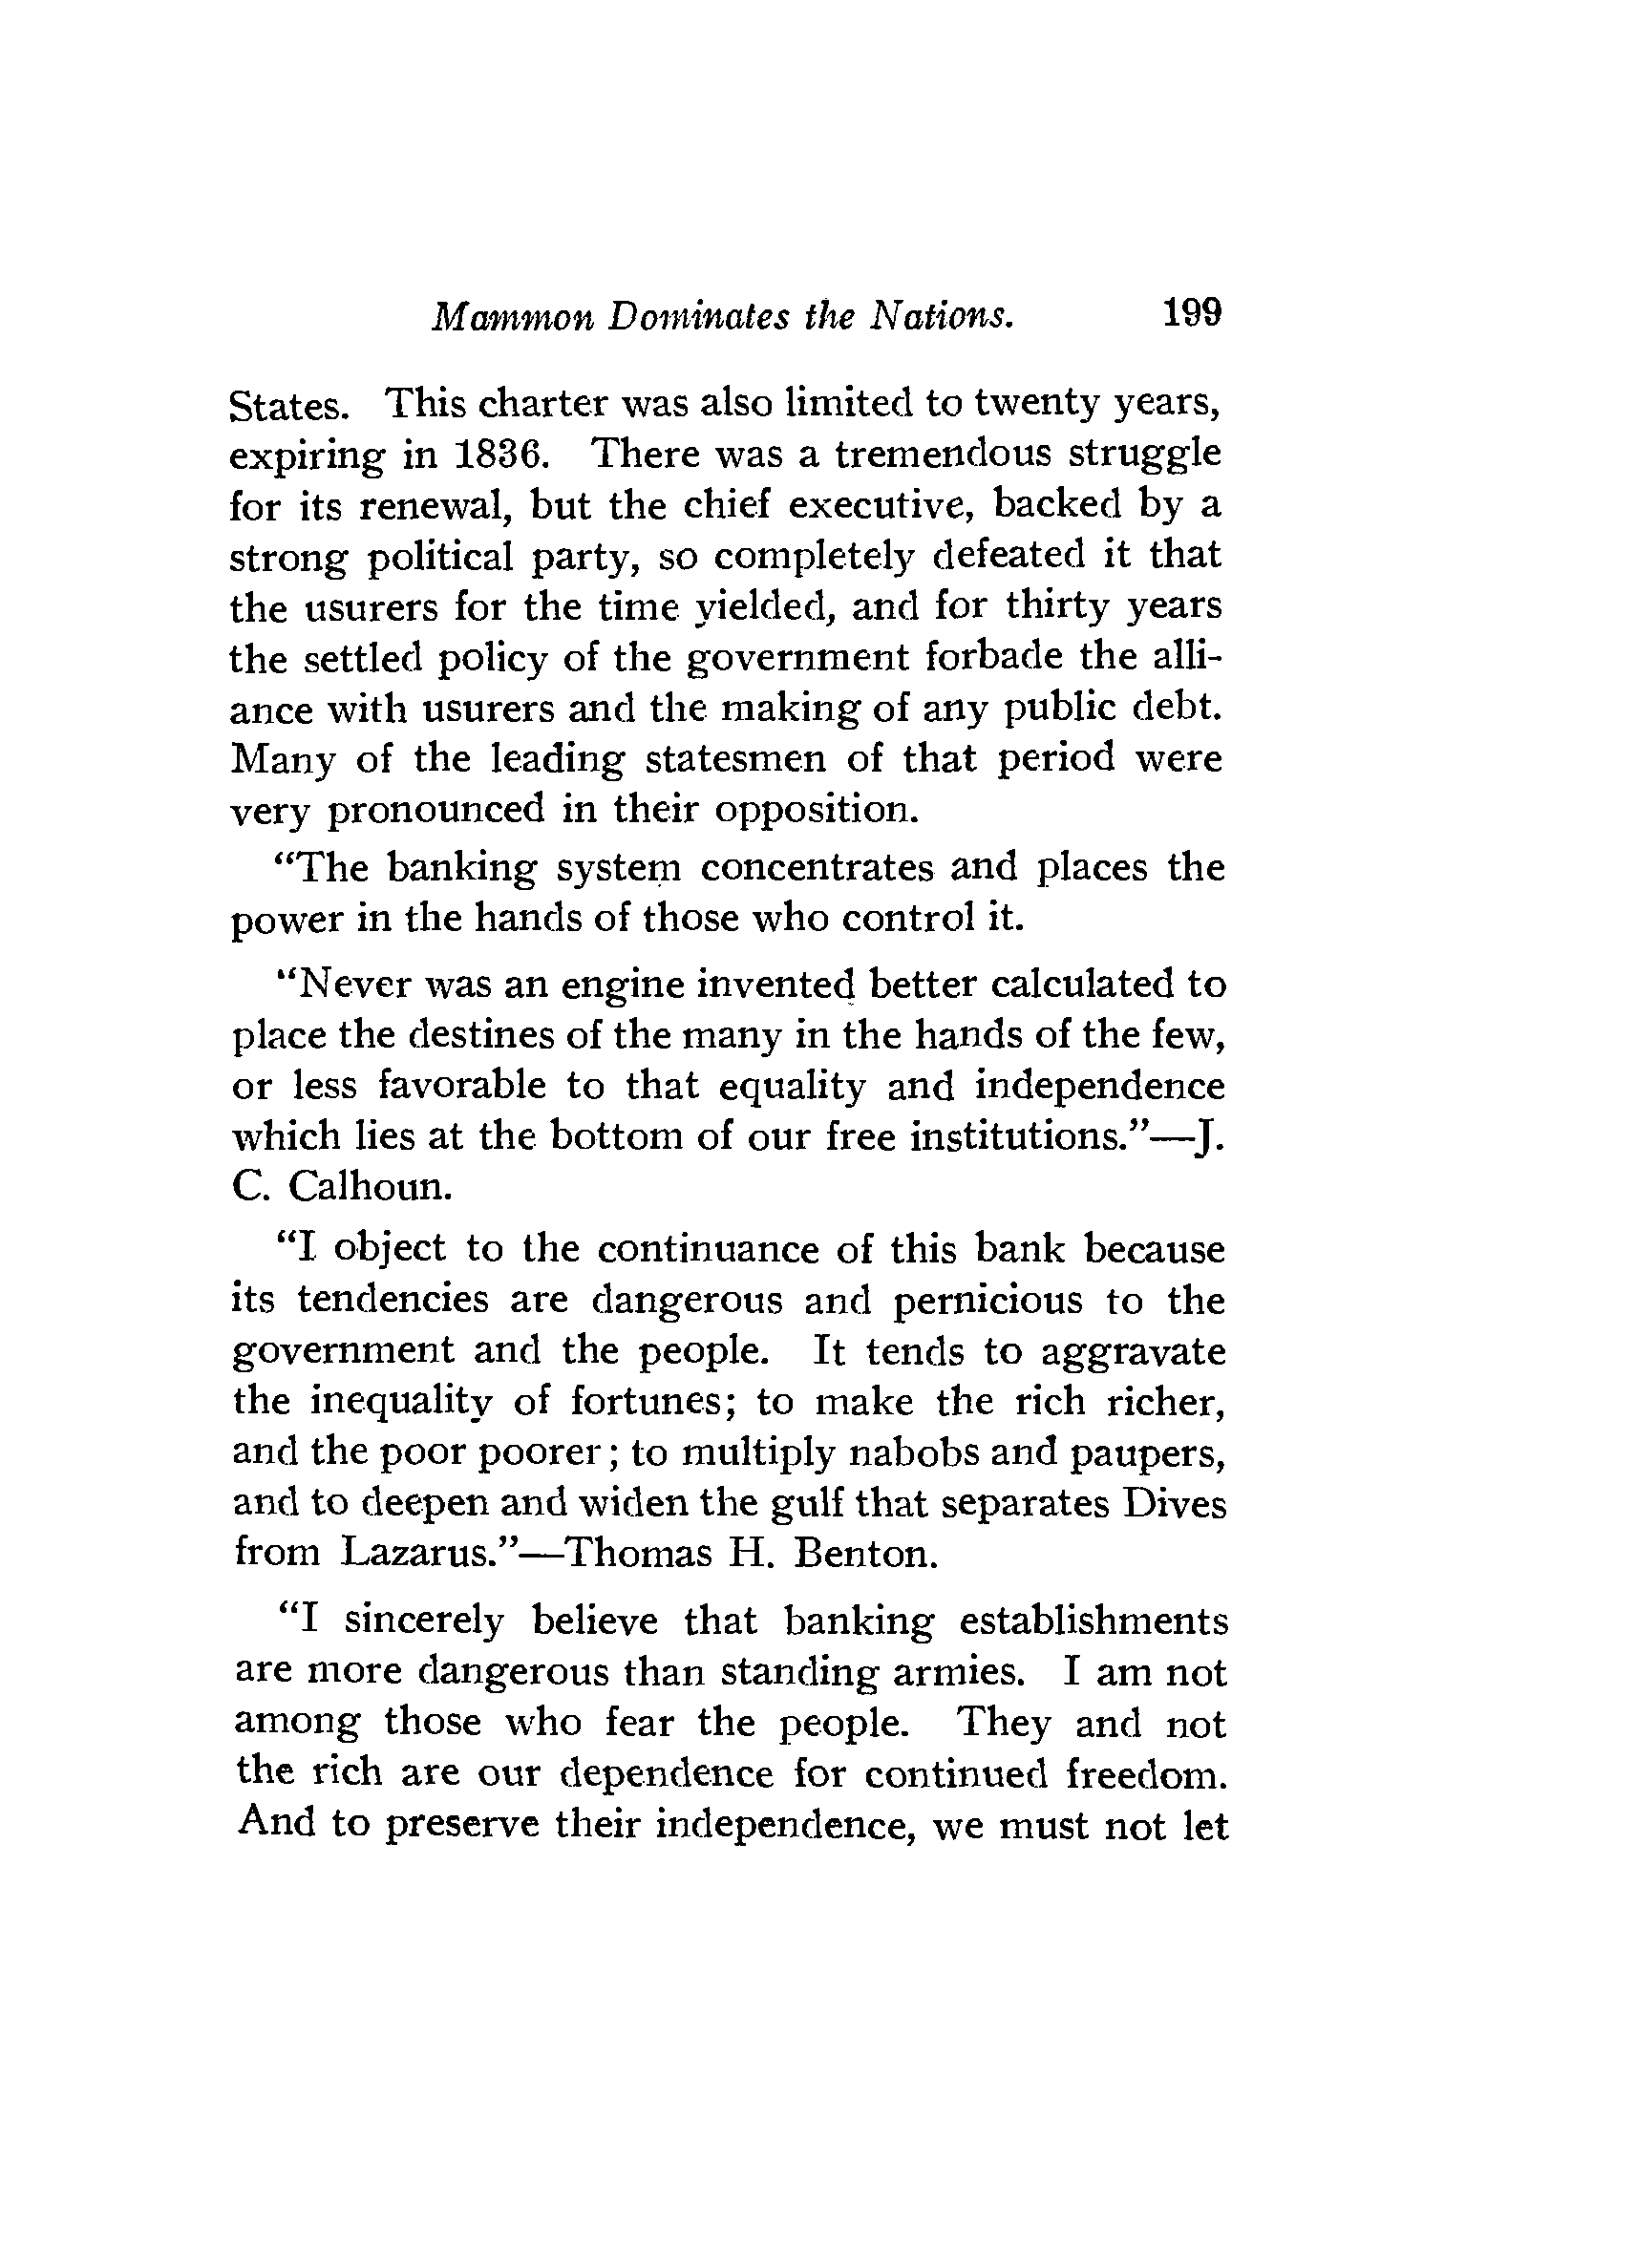 Mammon Dominates the Nations. 199
States. This charter was also limited to twenty years,
expiring in 1836. There was a tremendous struggle
for its renewal, but the chief executive, backed by a
strong political party, so completely defeated it that
the usurers for the time yielded, and for thirty years
the settled policy of the government forbade the alli-
ance with usurers and the making of any public debt.
Many of the leading statesmen of that period were
very pronounced in their opposition.
“The banking system concentrates and places the
power in the hands of those who control it.
“Never was an engine invented better calculated to
place the destines of the many in the hands of the few,
or less favorable to that equality and independence
which lies at the bottom of our free institutions.”—J.
C. Calhoun.
“I object to the continuance of this bank because
its tendencies are dangerous and pernicious to the
government and the people. It tends to aggravate
the inequality of fortunes; to make the rich richer,
and the poor poorer; to multiply nabobs and paupers,
and to deepen and widen the gulf that separates Dives
from Lazarus.”—Thomas H. Benton.
“I sincerely believe that banking establishments
are more dangerous than standing armies. I am not
among those who fear the people. They and not
the rich are our dependence for continued freedom.
And to preserve their independence, we must not let